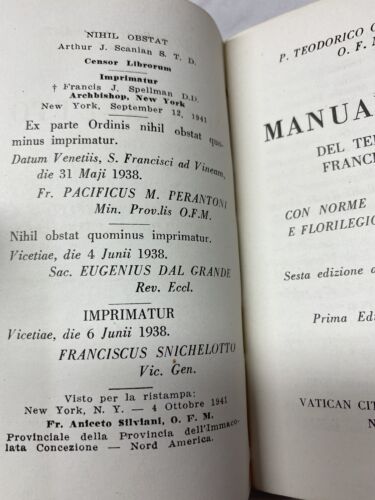 NIHIL OBSTAT
Arthur J. Scanlan S. T. D.
Censor Librorum
Imprimatur
† Francis J. Spellman D.D.
Archbishop, New York
New York, September 12, 1941
Ex parte Ordinis nihil obstat quo-
minus imprimatur.
Datum Venetiis, S. Francisci ad Vineam,
die 31 Maji 1938.
Fr. PACIFICUS M. PERANTONI
Min. Prov.lis O.F.M.
Nihil obstat quominus imprimatur.
Vicetiae, die 4 Junii 1938.
Sac. EUGENIUS DAL GRANDE
Rev. Eccl.
IMPRIMATUR
Vicetiae, die 6 Junii 1938.
FRANCISCUS SNICHELOTTO
Vic. Gen.
Visto per la ristampa:
New York, N. Y. — 4 Ottobre 1941
Fr. Aniceto Silviani, O. F. M.
Provinciale della Provincia dell'Immaco-
lata Concezione — Nord America.
P. TEODORICO
O. F.
MANUA
DEL TE
FRANCE
CON NORME
E FLORILEGIO
Sesta edizione
Prima Edi
VATICAN CIT
N